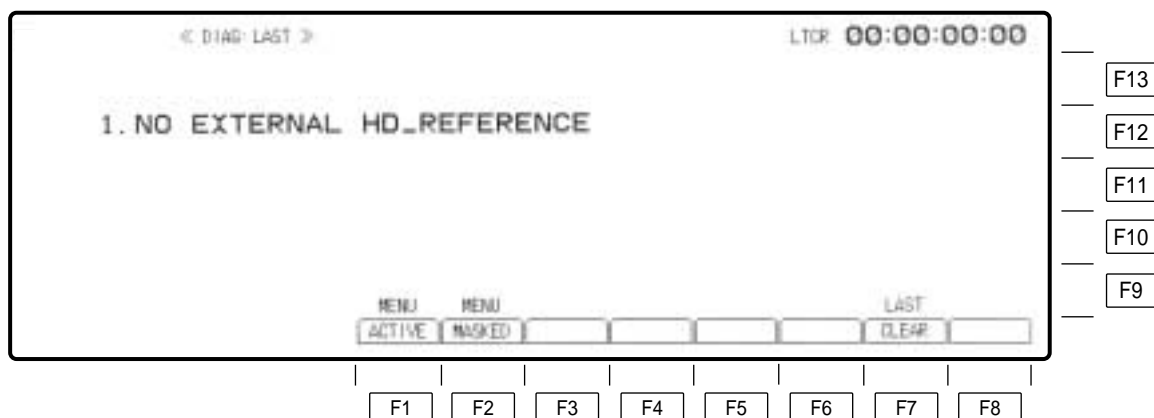 ≪ DIAG: LAST ≫ LTCR 00:00:00:00
F13
1. NO EXTERNAL HD_REFERENCE
F12
F11
F10
F9
MENU MENU LAST
ACTIVE MASKED CLEAR
F1 F2 F3 F4 F5 F6 F7 F8